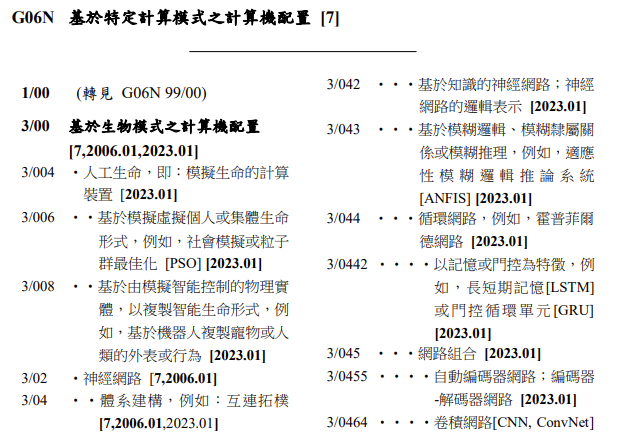 G06N 基於特定計算模式之計算機配置 [7]
1/00 (轉見 G06N 99/00)
3/00 基於生物模式之計算機配置
[7,2006.01,2023.01]
3/004 ・人工生命，即：模擬生命的計算
裝置 [2023.01]
3/006 ・・基於模擬虛擬個人或集體生命
形式，例如，社會模擬或粒子
群最佳化 [PSO] [2023.01]
3/008 ・・基於由模擬智能控制的物理實
體，以複製智能生命形式，例
如，基於機器人複製寵物或人
類的外表或行為 [2023.01]
3/02 ・神經網路 [7,2006.01]
3/04 ・・體系建構，例如：互連拓樸
[7,2006.01,2023.01]
3/042 ・・・基於知識的神經網路；神經
網路的邏輯表示 [2023.01]
3/043 ・・・基於模糊邏輯、模糊隸屬關
係或模糊推理，例如，適應
性模糊邏輯推論系統
[ANFIS] [2023.01]
3/044 ・・・循環網路，例如，霍普菲爾
德網路 [2023.01]
3/0442 ・・・・以記憶或門控為特徵，例
如，長短期記憶[LSTM]
或門控循環單元[GRU]
[2023.01]
3/045 ・・・網路組合 [2023.01]
3/0455 ・・・・自動編碼器網路；編碼器
-解碼器網路 [2023.01]
3/0464 ・・・・卷積網路[CNN, ConvNet]